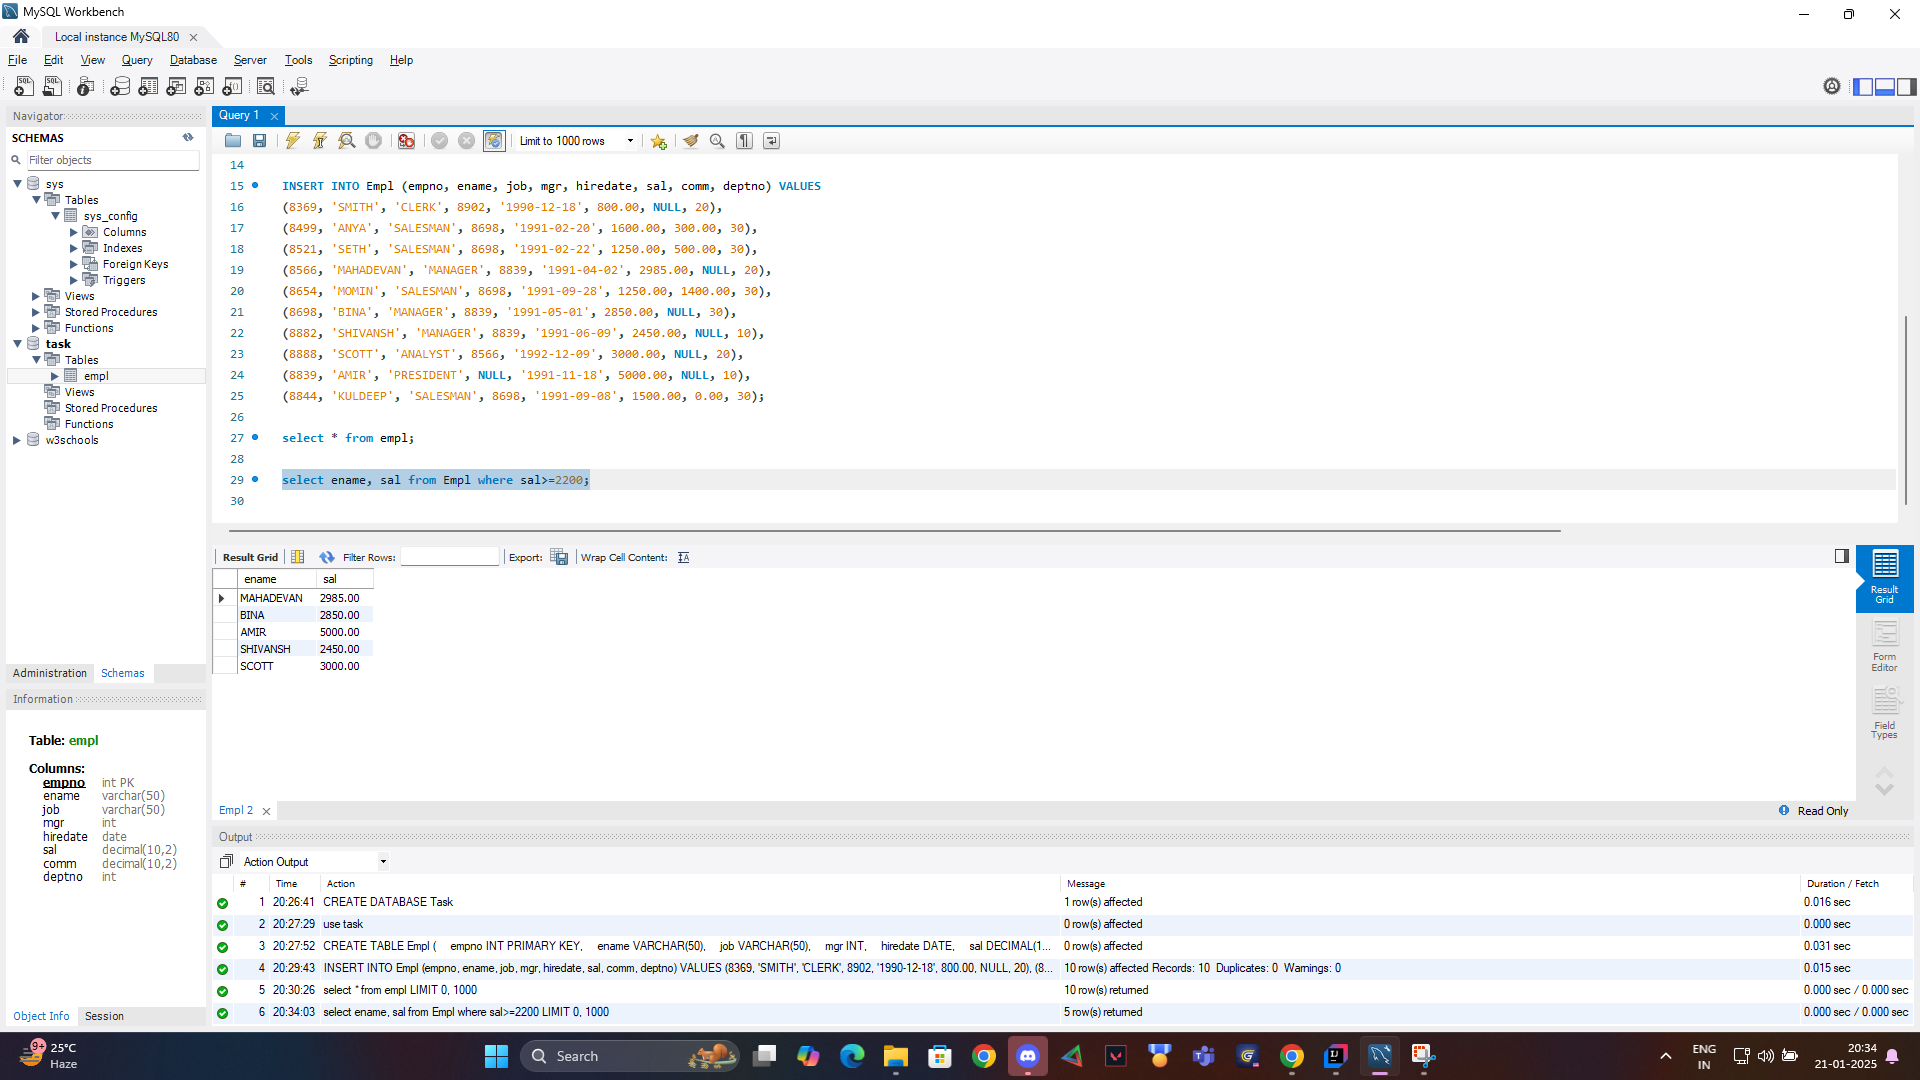 MySQL Workbench
Local instance MySQL80
File Edit View Query Database Server Tools Scripting Help
Navigator
SCHEMAS
Filter objects
sys
Tables
sys_config
Columns
Indexes
Foreign Keys
Triggers
Views
Stored Procedures
Functions
task
Tables
empl
Views
Stored Procedures
Functions
w3schools
Administration Schemas
Information
Table: empl
Columns:
empno int PK
ename varchar(50)
job varchar(50)
mgr int
hiredate date
sal decimal(10,2)
comm decimal(10,2)
deptno int
Object Info Session
Query 1
Limit to 1000 rows
14
15 INSERT INTO Empl (empno, ename, job, mgr, hiredate, sal, comm, deptno) VALUES
16 (8369, 'SMITH', 'CLERK', 8902, '1990-12-18', 800.00, NULL, 20),
17 (8499, 'ANYA', 'SALESMAN', 8698, '1991-02-20', 1600.00, 300.00, 30),
18 (8521, 'SETH', 'SALESMAN', 8698, '1991-02-22', 1250.00, 500.00, 30),
19 (8566, 'MAHADEVAN', 'MANAGER', 8839, '1991-04-02', 2985.00, NULL, 20),
20 (8654, 'MOMIN', 'SALESMAN', 8698, '1991-09-28', 1250.00, 1400.00, 30),
21 (8698, 'BINA', 'MANAGER', 8839, '1991-05-01', 2850.00, NULL, 30),
22 (8882, 'SHIVANSH', 'MANAGER', 8839, '1991-06-09', 2450.00, NULL, 10),
23 (8888, 'SCOTT', 'ANALYST', 8566, '1992-12-09', 3000.00, NULL, 20),
24 (8839, 'AMIR', 'PRESIDENT', NULL, '1991-11-18', 5000.00, NULL, 10),
25 (8844, 'KULDEEP', 'SALESMAN', 8698, '1991-09-08', 1500.00, 0.00, 30);
26
27 select * from empl;
28
29 select ename, sal from Empl where sal>=2200;
30
Result Grid Filter Rows: Export: Wrap Cell Content:
ename sal
MAHADEVAN 2985.00
BINA 2850.00
AMIR 5000.00
SHIVANSH 2450.00
SCOTT 3000.00
Result Grid
Form Editor
Field Types
Empl 2
Read Only
Output
Action Output
# Time Action Message Duration / Fetch
1 20:26:41 CREATE DATABASE Task 1 row(s) affected 0.016 sec
2 20:27:29 use task 0 row(s) affected 0.000 sec
3 20:27:52 CREATE TABLE Empl ( empno INT PRIMARY KEY, ename VARCHAR(50), job VARCHAR(50), mgr INT, hiredate DATE, sal DECIMAL(1... 0 row(s) affected 0.031 sec
4 20:29:43 INSERT INTO Empl (empno, ename, job, mgr, hiredate, sal, comm, deptno) VALUES (8369, 'SMITH', 'CLERK', 8902, '1990-12-18', 800.00, NULL, 20), (8... 10 row(s) affected Records: 10 Duplicates: 0 Warnings: 0 0.015 sec
5 20:30:26 select * from empl LIMIT 0, 1000 10 row(s) returned 0.000 sec / 0.000 sec
6 20:34:03 select ename, sal from Empl where sal>=2200 LIMIT 0, 1000 5 row(s) returned 0.000 sec / 0.000 sec
9+
25°C
Haze
Search
ENG
IN
20:34
21-01-2025